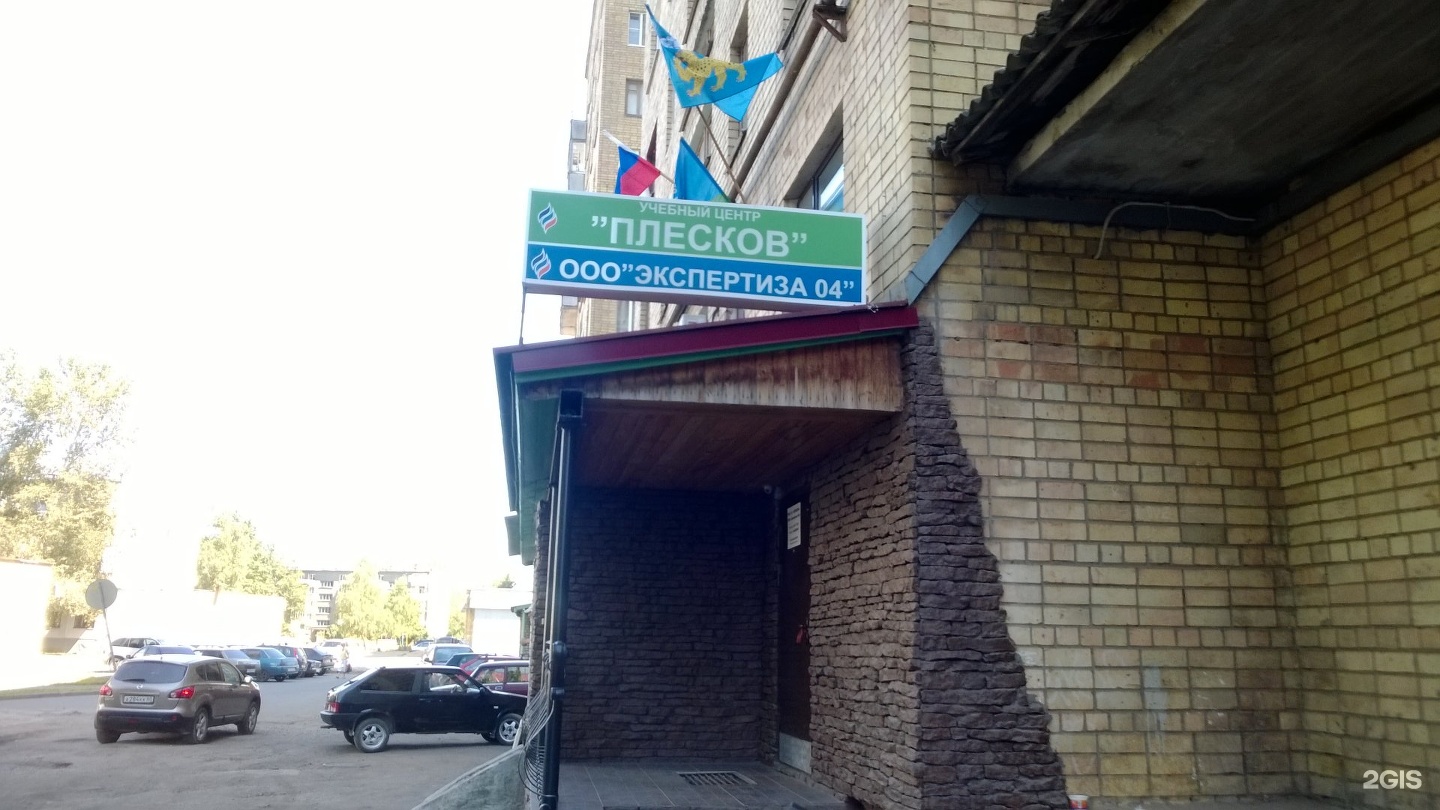 УЧЕБНЫЙ ЦЕНТР
”ПЛЕСКОВ”
ООО”ЭКСПЕРТИЗА 04”
2GIS